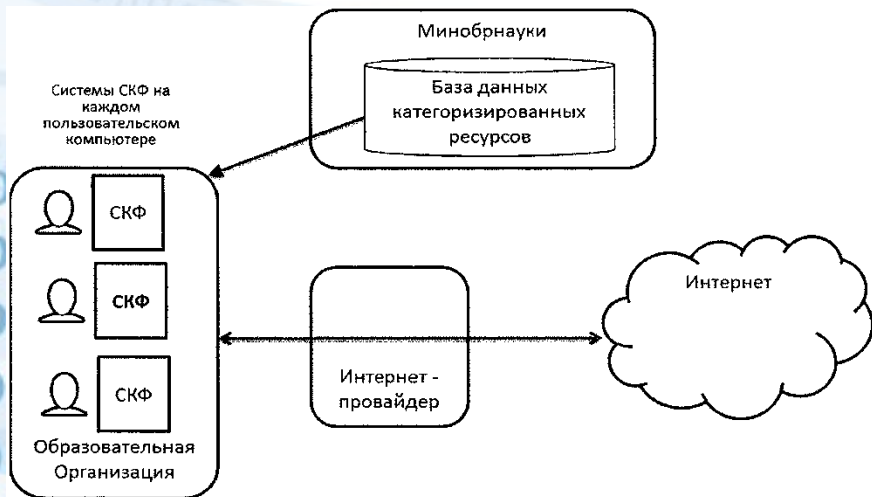 Минобрнауки
База данных
категоризированных
ресурсов
Системы СКФ на
каждом
пользовательском
компьютере
СКФ
СКФ
СКФ
Образовательная
Организация
Интернет -
провайдер
Интернет